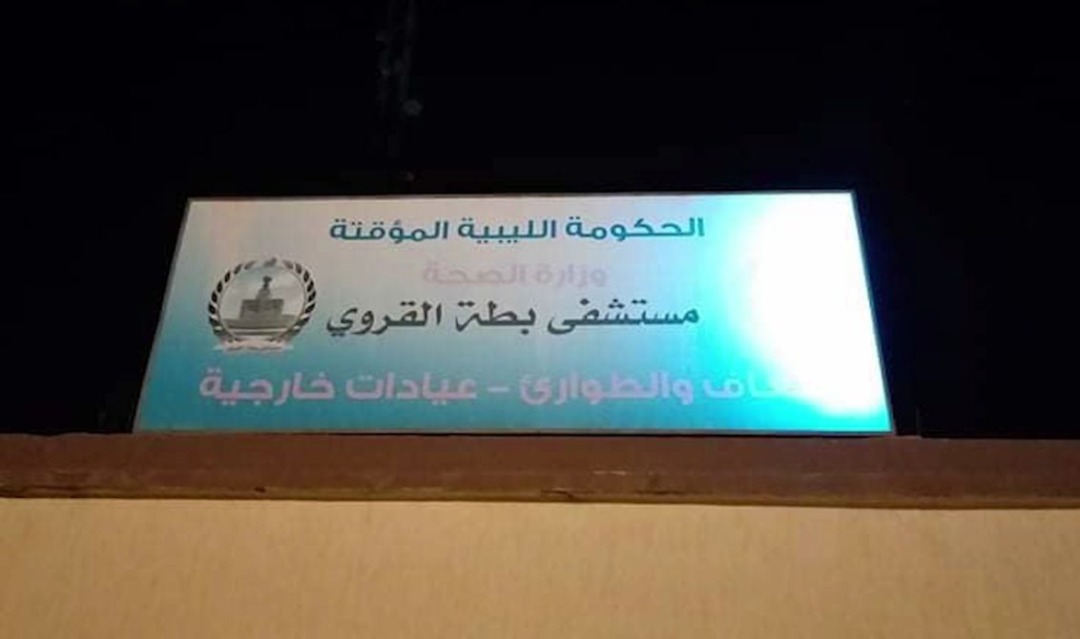 الحكومة الليبية المؤقتة
وزارة الصحة
مستشفى بطة القروي
والطوارئ - عيادات خارجية